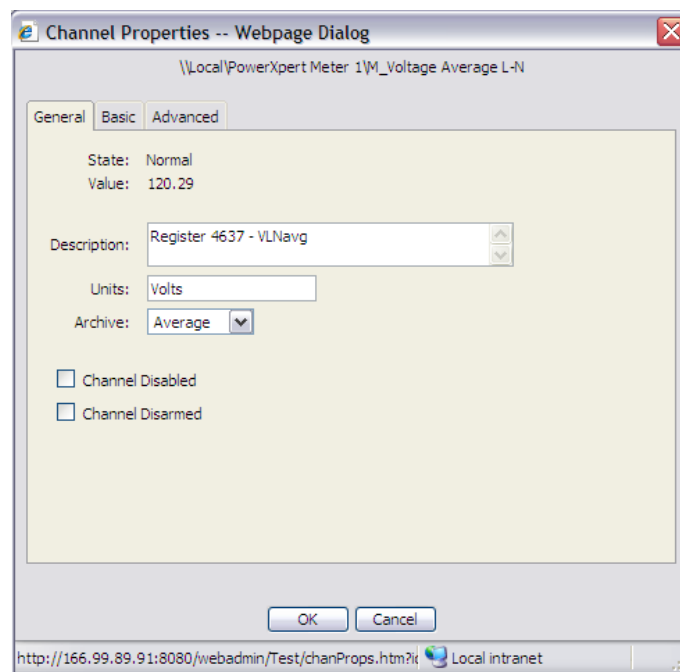 Channel Properties -- Webpage Dialog
\\Local\PowerXpert Meter 1\M_Voltage Average L-N
General Basic Advanced
State: Normal
Value: 120.29
Description: Register 4637 - VLNavg
Units: Volts
Archive: Average
Channel Disabled
Channel Disarmed
OK Cancel
http://166.99.89.91:8080/webadmin/Test/chanProps.htm?ic Local intranet